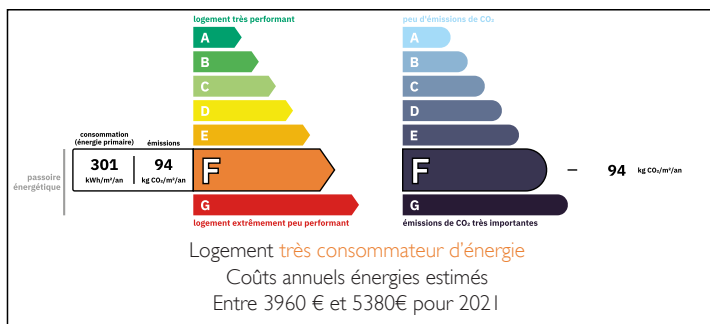 logement très performant
A
B
C
D
E
consommation
(énergie primaire)
émissions
301
kWh/m²/an
94
kg CO₂/m²/an
F
passoire
énergétique
G
logement extrêmement peu performant
peu d'émissions de CO₂
A
B
C
D
E
F
94 kg CO₂/m²/an
G
émissions de CO₂ très importantes
Logement très consommateur d'énergie
Coûts annuels énergies estimés
Entre 3960 € et 5380€ pour 2021